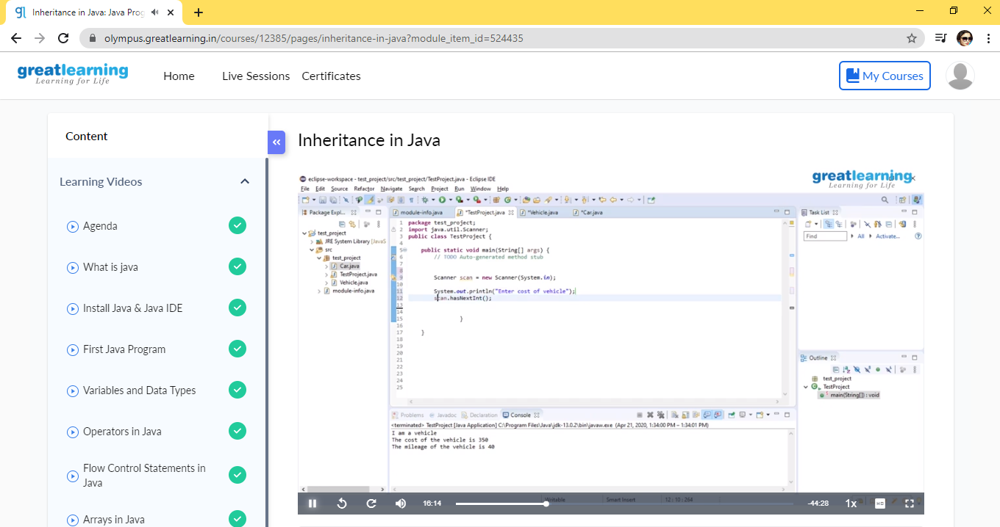 Inheritance in Java: Java Prog
olympus.greatlearning.in/courses/12385/pages/inheritance-in-java?module_item_id=524435
greatlearning
Learning for Life
Home Live Sessions Certificates
My Courses
Content
Learning Videos
Agenda
What is java
Install Java & Java IDE
First Java Program
Variables and Data Types
Operators in Java
Flow Control Statements in
Java
Arrays in Java
Inheritance in Java
eclipse-workspace - test_project/src/test_project/TestProject.java - Eclipse IDE
greatlearning
Learning for Life
File Edit Source Refactor Navigate Search Project Run Window Help
Package Expl...
test_project
JRE System Library [JavaS
src
test_project
Car.java
TestProject.java
Vehicle.java
module-info.java
module-info.java *TestProject.java *Vehicle.java *Car.java
1 package test_project;
2 import java.util.Scanner;
3 public class TestProject {
4
5 public static void main(String[] args) {
6 // TODO Auto-generated method stub
7
8
9 Scanner scan = new Scanner(System.in);
10
11 System.out.println("Enter cost of vehicle");
12 scan.hasNextInt();
13
14
15 }
16
17 }
18
19
20
21
22
23
24
25
Task List
Find All Activate...
Outline
test_project
TestProject
main(String[]) : void
Problems Javadoc Declaration Console
<terminated> TestProject [Java Application] C:\Program Files\Java\jdk-13.0.2\bin\javaw.exe (Apr 21, 2020, 1:34:00 PM – 1:34:01 PM)
I am a vehicle
The cost of the vehicle is 350
The mileage of the vehicle is 40
Writable Smart Insert 12 : 10 : 264
16:14 -44:28 1x HD